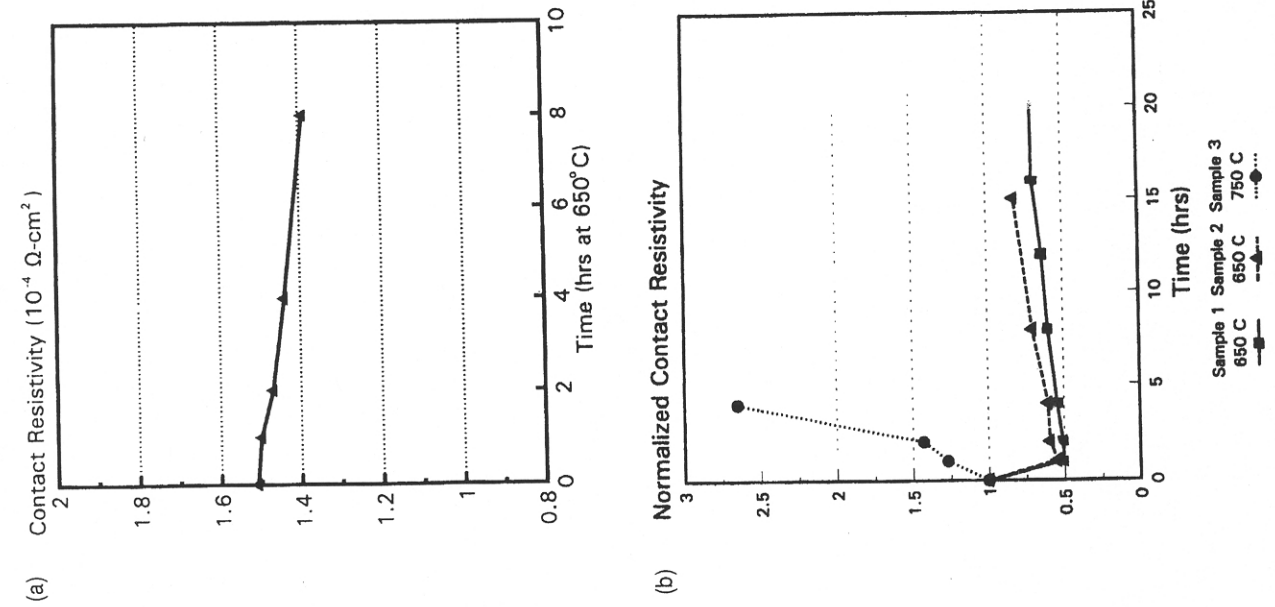 (a)
Contact Resistivity (10⁻⁴ Ω-cm²)
2
1.8
1.6
1.4
1.2
1
0.8
0 2 4 6 8 10
Time (hrs at 650°C)
(b)
Normalized Contact Resistivity
3
2.5
2
1.5
1
0.5
0
0 5 10 15 20 25
Time (hrs)
Sample 1 Sample 2 Sample 3
650 C 650 C 750 C